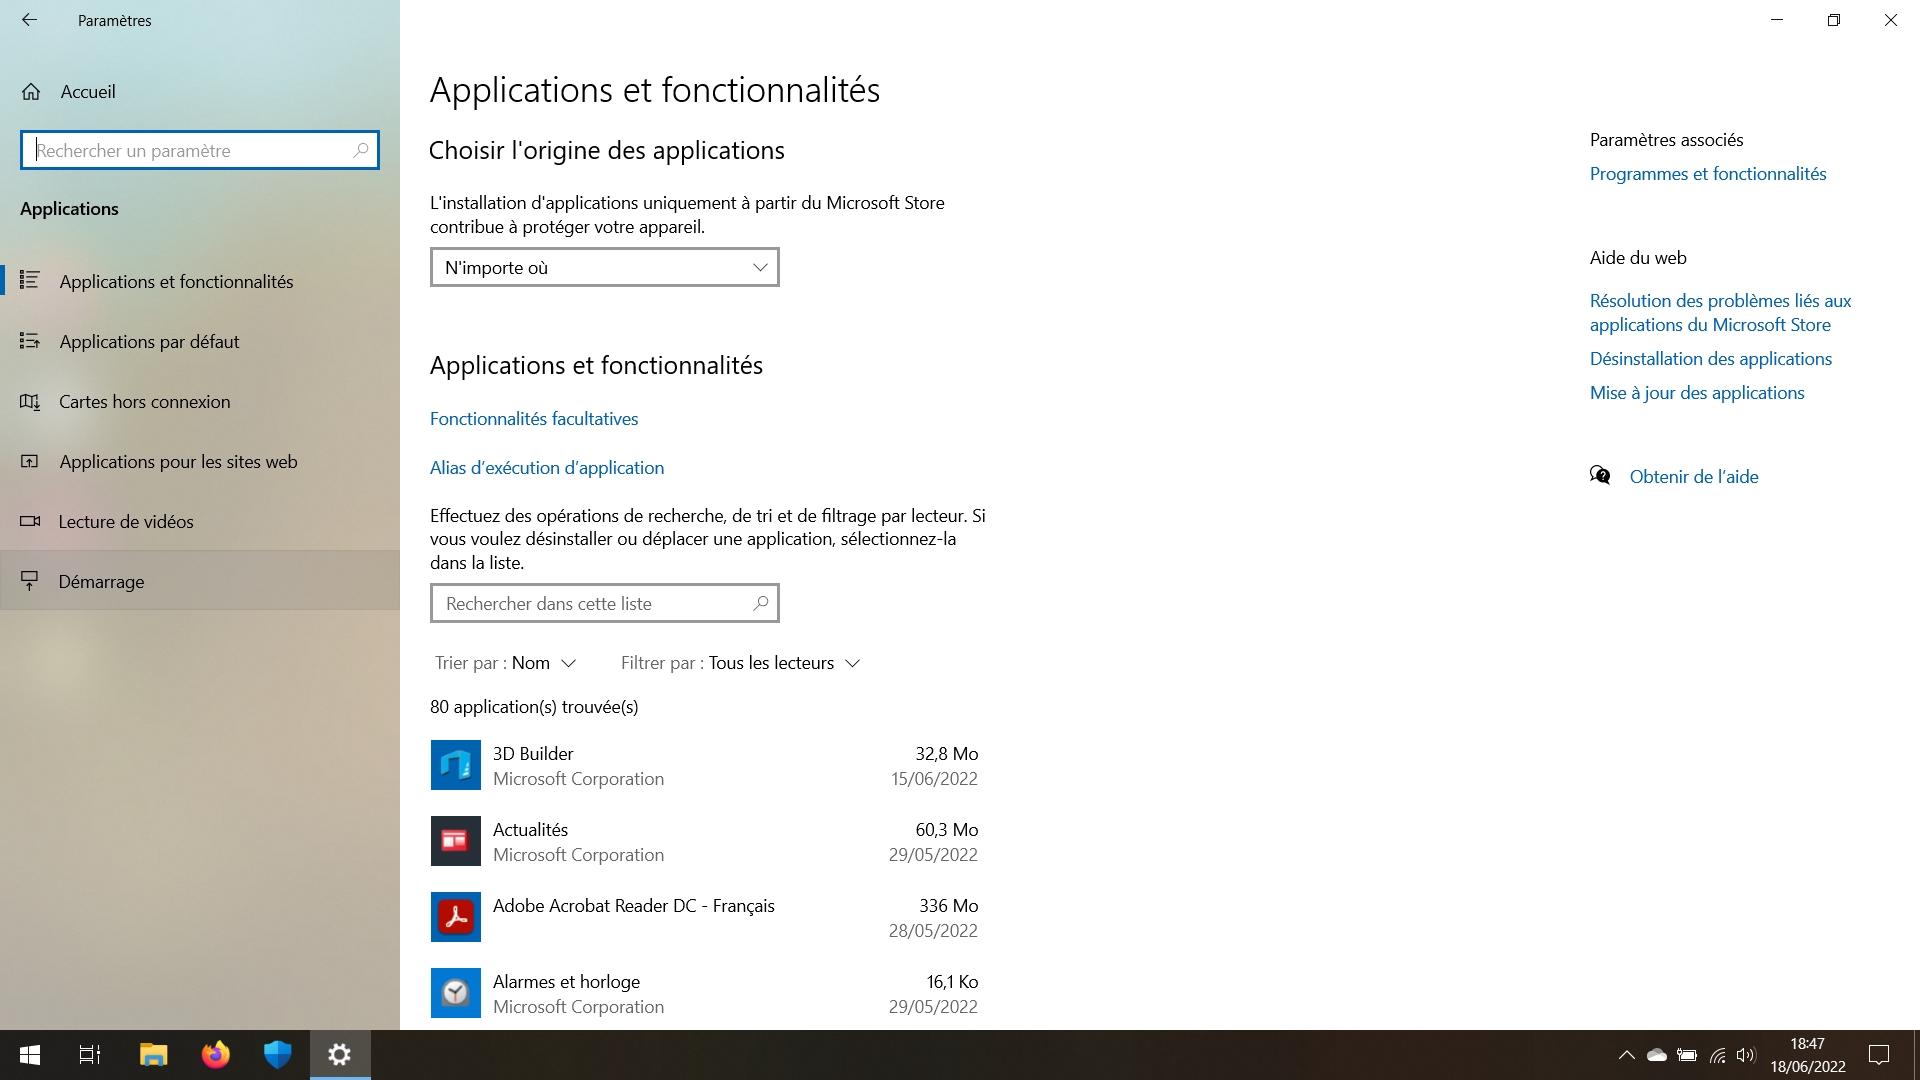 Paramètres
Accueil
Rechercher un paramètre
Applications
Applications et fonctionnalités
Applications par défaut
Cartes hors connexion
Applications pour les sites web
Lecture de vidéos
Démarrage
Applications et fonctionnalités
Choisir l'origine des applications
L'installation d'applications uniquement à partir du Microsoft Store
contribue à protéger votre appareil.
N'importe où
Applications et fonctionnalités
Fonctionnalités facultatives
Alias d’exécution d’application
Effectuez des opérations de recherche, de tri et de filtrage par lecteur. Si
vous voulez désinstaller ou déplacer une application, sélectionnez-la
dans la liste.
Rechercher dans cette liste
Trier par : Nom
Filtrer par : Tous les lecteurs
80 application(s) trouvée(s)
3D Builder 32,8 Mo
Microsoft Corporation 15/06/2022
Actualités 60,3 Mo
Microsoft Corporation 29/05/2022
Adobe Acrobat Reader DC - Français 336 Mo
28/05/2022
Alarmes et horloge 16,1 Ko
Microsoft Corporation 29/05/2022
Paramètres associés
Programmes et fonctionnalités
Aide du web
Résolution des problèmes liés aux
applications du Microsoft Store
Désinstallation des applications
Mise à jour des applications
Obtenir de l’aide
18:47
18/06/2022